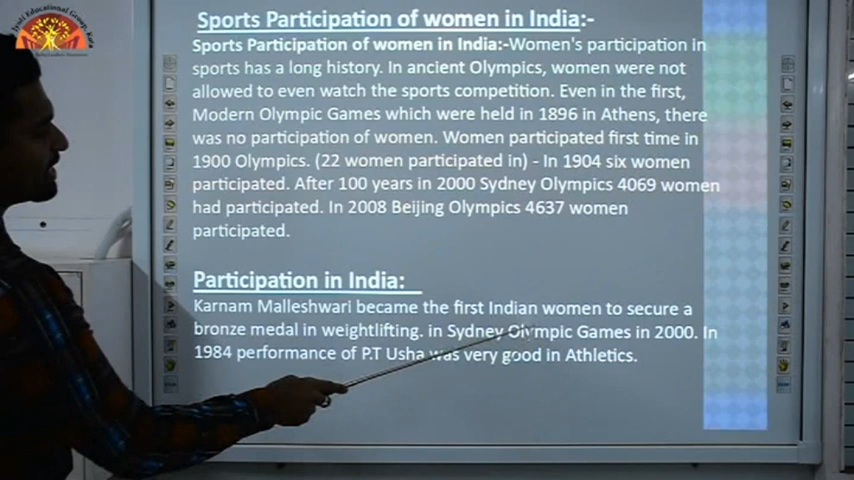 Sports Participation of women in India:-
Sports Participation of women in India:-Women's participation in
sports has a long history. In ancient Olympics, women were not
allowed to even watch the sports competition. Even in the first,
Modern Olympic Games which were held in 1896 in Athens, there
was no participation of women. Women participated first time in
1900 Olympics. (22 women participated in) - In 1904 six women
participated. After 100 years in 2000 Sydney Olympics 4069 women
had participated. In 2008 Beijing Olympics 4637 women
participated.
Participation in India:
Karnam Malleshwari became the first Indian women to secure a
bronze medal in weightlifting. in Sydney Olympic Games in 2000. In
1984 performance of P.T Usha was very good in Athletics.